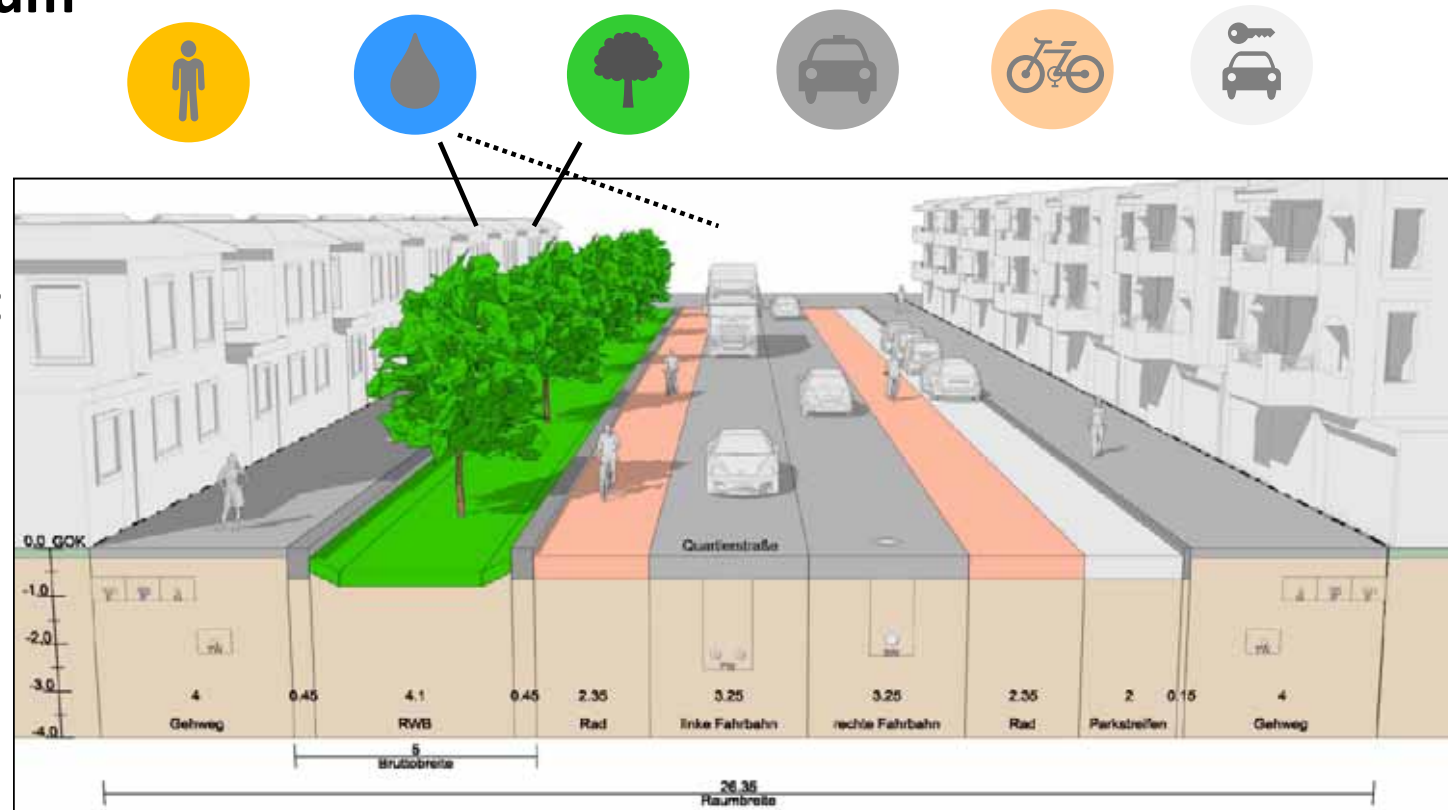 0.0 GOK
Quartierstraße
-1.0
-2.0
-3.0
-4.0
4 0.45 4.1 0.45 2.35 3.25 3.25 2.35 2 0.15 4
Gehweg RWB Rad linke Fahrbahn rechte Fahrbahn Rad Parkstreifen Gehweg
5
Bruttobreite
26.35
Raumbreite